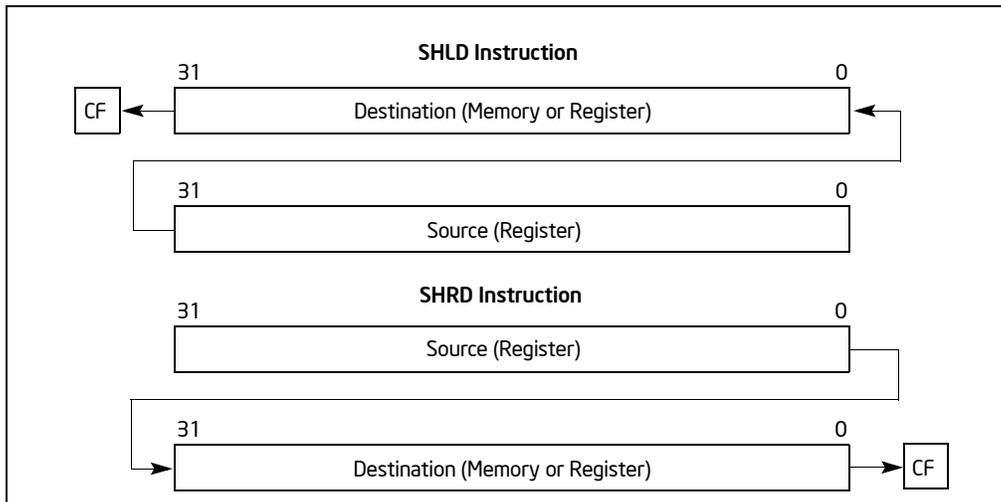 SHLD Instruction
31 0
CF Destination (Memory or Register)
31 0
Source (Register)
SHRD Instruction
31 0
Source (Register)
31 0
Destination (Memory or Register) CF